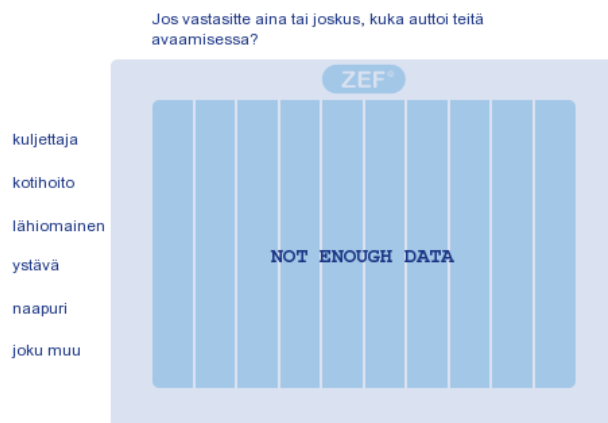 Jos vastasitte aina tai joskus, kuka auttoi teitä
avaamisessa?
ZEF®
kuljettaja
kotihoito
lähiomainen
ystävä
NOT ENOUGH DATA
naapuri
joku muu